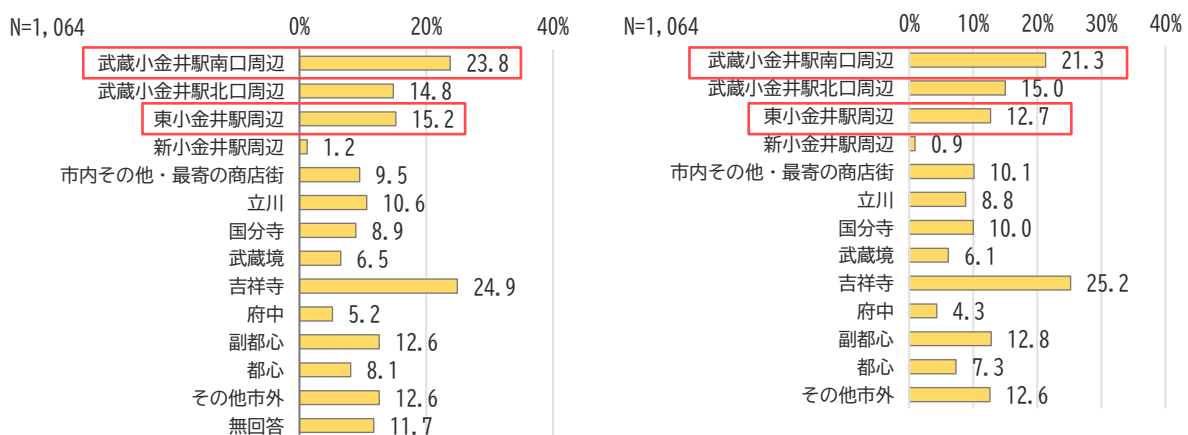 N=1,064
0% 20% 40%
武蔵小金井駅南口周辺 23.8
武蔵小金井駅北口周辺 14.8
東小金井駅周辺 15.2
新小金井駅周辺 1.2
市内その他・最寄の商店街 9.5
立川 10.6
国分寺 8.9
武蔵境 6.5
吉祥寺 24.9
府中 5.2
副都心 12.6
都心 8.1
その他市外 12.6
無回答 11.7
N=1,064
0% 10% 20% 30% 40%
武蔵小金井駅南口周辺 21.3
武蔵小金井駅北口周辺 15.0
東小金井駅周辺 12.7
新小金井駅周辺 0.9
市内その他・最寄の商店街 10.1
立川 8.8
国分寺 10.0
武蔵境 6.1
吉祥寺 25.2
府中 4.3
副都心 12.8
都心 7.3
その他市外 12.6